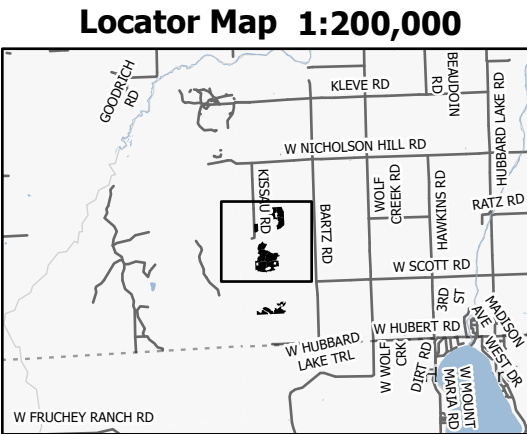 Locator Map 1:200,000
GOODRICH
RD
KLEVE RD
BEAUDOIN
RD
HUBBARD LAKE RD
W NICHOLSON HILL RD
KISSAU RD
WOLF
CREEK RD
HAWKINS RD
RATZ RD
BARTZ RD
W SCOTT RD
3RD
ST
MADISON
AVE
W HUBERT RD
W HUBBARD
LAKE TRL
W WOLF
CRK
DIRT RD
WEST DR
W MOUNT
MARIA RD
W FRUCHEY RANCH RD